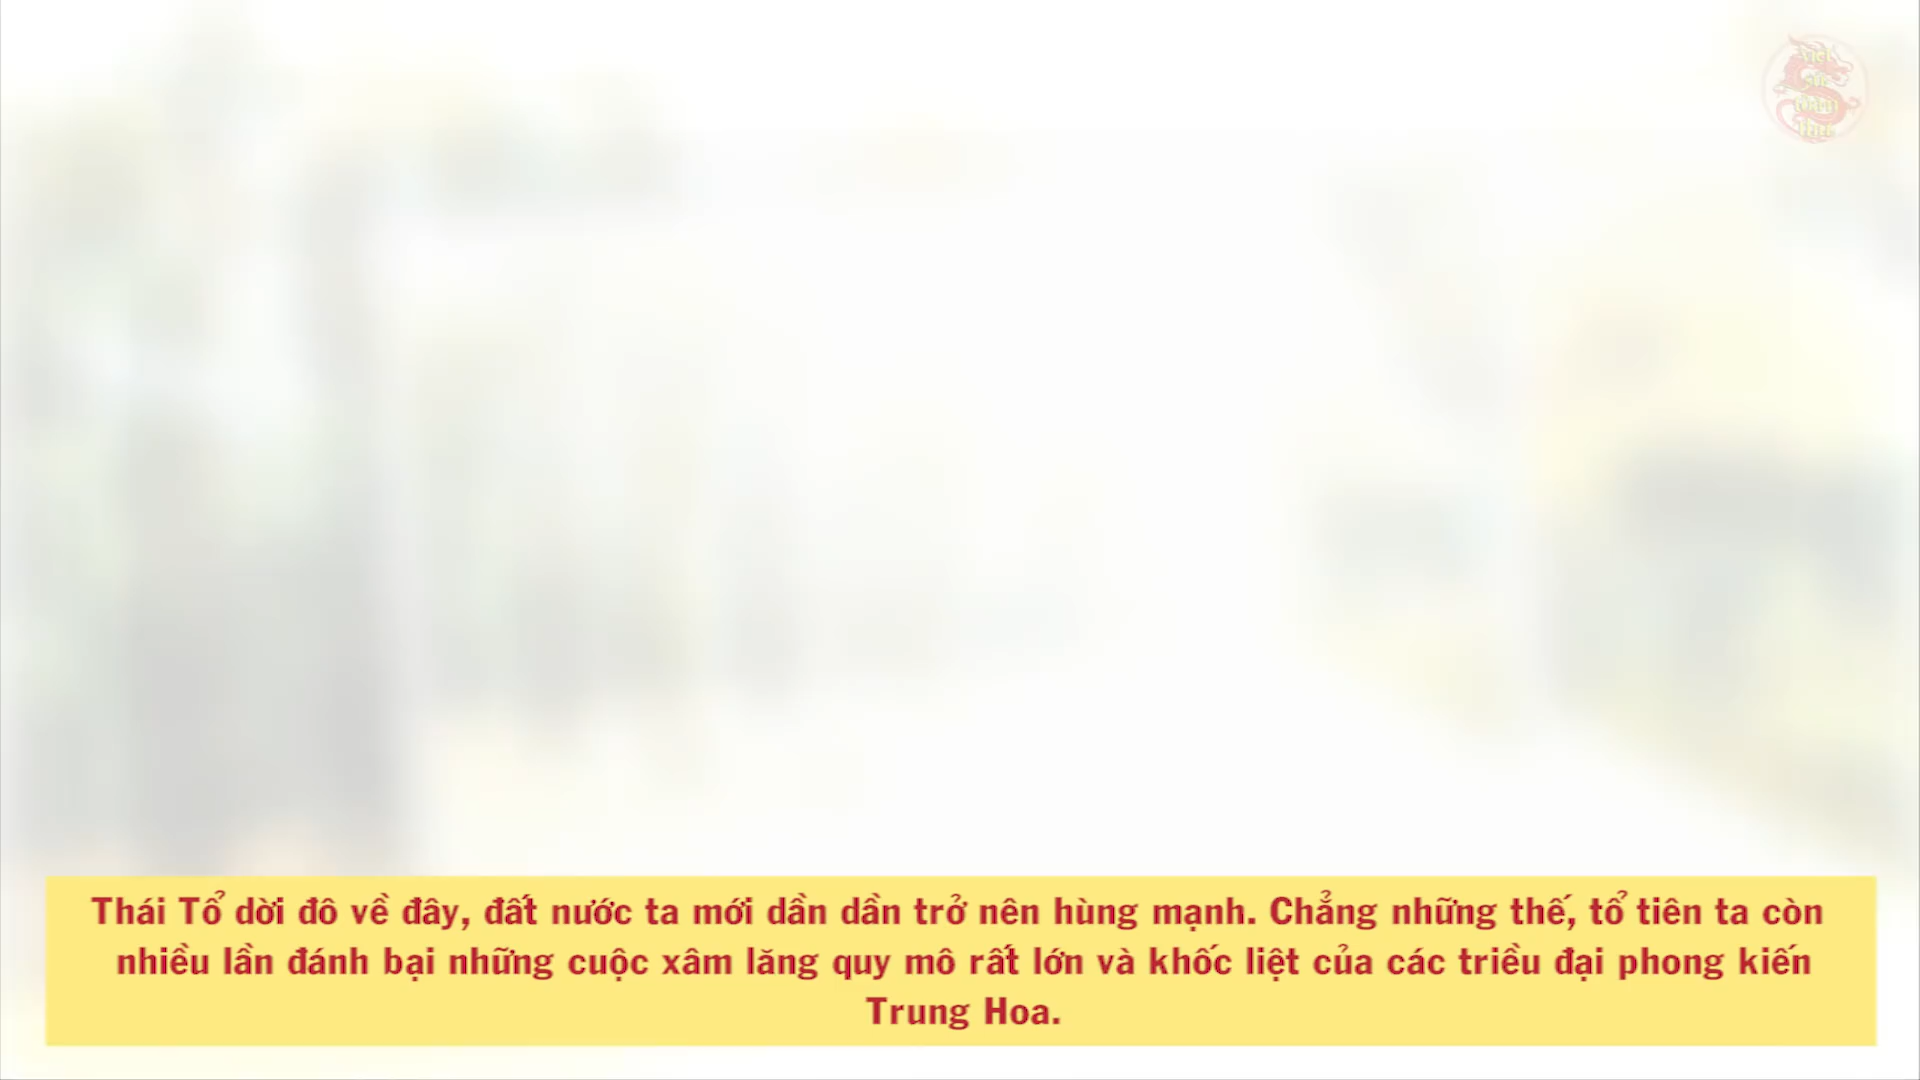 Thái Tổ dời đô về đây, đất nước ta mới dần dần trở nên hùng mạnh. Chẳng những thế, tổ tiên ta còn
nhiều lần đánh bại những cuộc xâm lăng quy mô rất lớn và khốc liệt của các triều đại phong kiến
Trung Hoa.